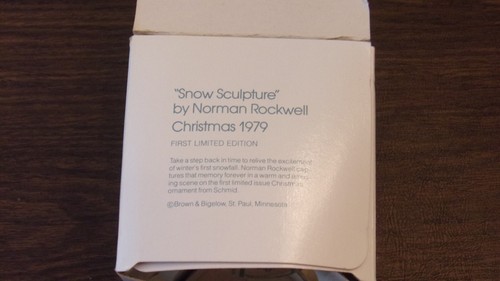 "Snow Sculpture"
by Norman Rockwell
Christmas 1979
FIRST LIMITED EDITION
Take a step back in time to relive the excitement
of winter's first snowfall. Norman Rockwell cap-
tures that memory forever in a warm and
ing scene on the first limited issue Christmas
ornament from Schmid.
©Brown & Bigelow, St. Paul, Minnesota